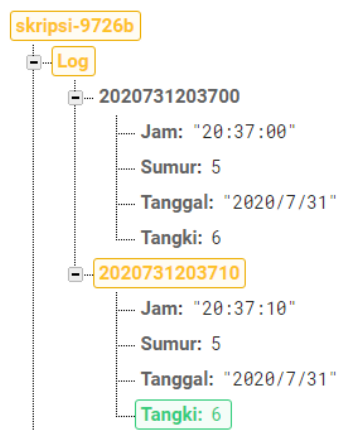 skripsi-9726b
Log
2020731203700
Jam: "20:37:00"
Sumur: 5
Tanggal: "2020/7/31"
Tangki: 6
2020731203710
Jam: "20:37:10"
Sumur: 5
Tanggal: "2020/7/31"
Tangki: 6